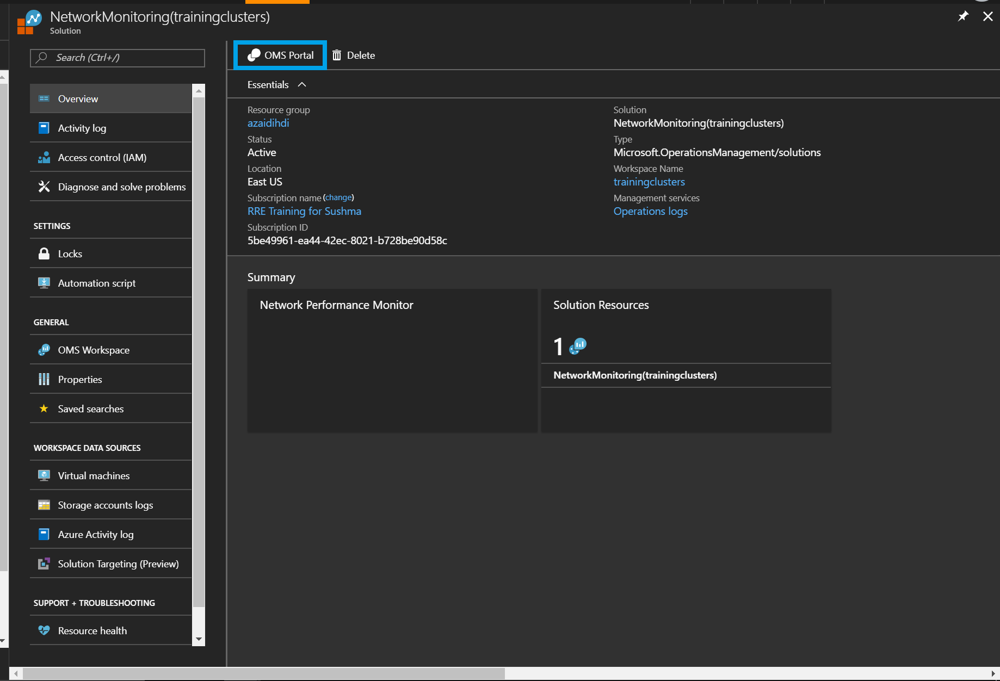 NetworkMonitoring(trainingclusters)
Solution
Search (Ctrl+/)
Overview
Activity log
Access control (IAM)
Diagnose and solve problems
SETTINGS
Locks
Automation script
GENERAL
OMS Workspace
Properties
Saved searches
WORKSPACE DATA SOURCES
Virtual machines
Storage accounts logs
Azure Activity log
Solution Targeting (Preview)
SUPPORT + TROUBLESHOOTING
Resource health
OMS Portal
Delete
Essentials
Resource group
azaidihdi
Status
Active
Location
East US
Subscription name (change)
RRE Training for Sushma
Subscription ID
5be49961-ea44-42ec-8021-b728be90d58c
Solution
NetworkMonitoring(trainingclusters)
Type
Microsoft.OperationsManagement/solutions
Workspace Name
trainingclusters
Management services
Operations logs
Summary
Network Performance Monitor
Solution Resources
1
NetworkMonitoring(trainingclusters)